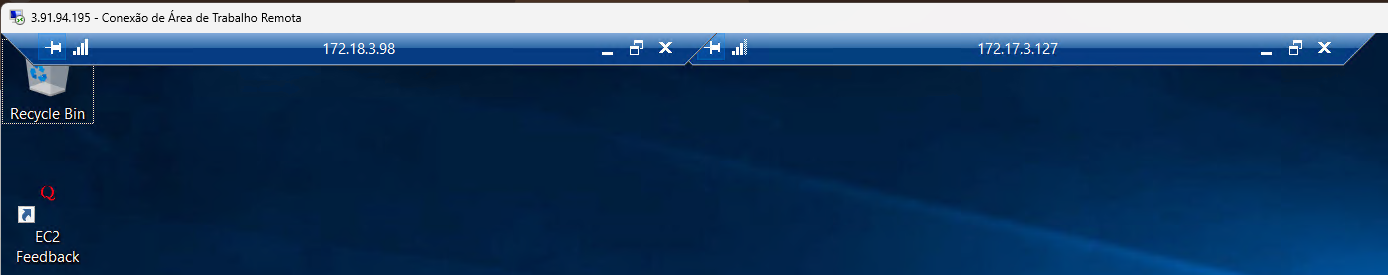 3.91.94.195 - Conexão de Área de Trabalho Remota
172.18.3.98
172.17.3.127
Recycle Bin
Q
EC2
Feedback